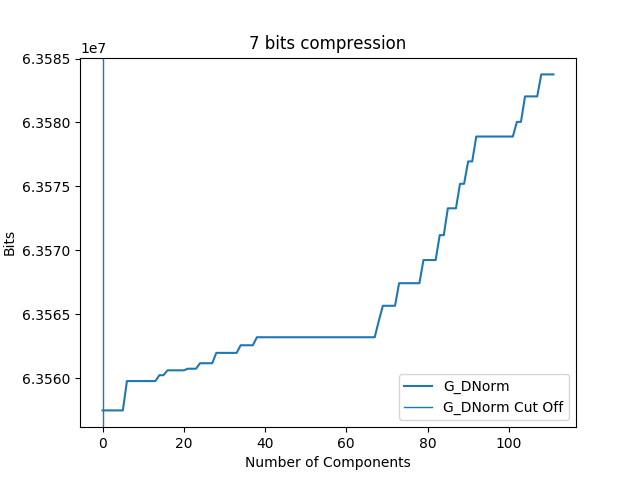 7 bits compression
1e7
6.3585
6.3580
6.3575
6.3570
6.3565
6.3560
Bits
0 20 40 60 80 100
Number of Components
G_DNorm
G_DNorm Cut Off